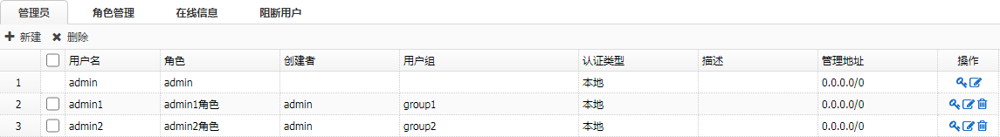 管理员 角色管理 在线信息 阻断用户
新建 删除
用户名 角色 创建者 用户组 认证类型 描述 管理地址 操作
1 admin admin 本地 0.0.0.0/0
2 admin1 admin1角色 admin group1 本地 0.0.0.0/0
3 admin2 admin2角色 admin group2 本地 0.0.0.0/0